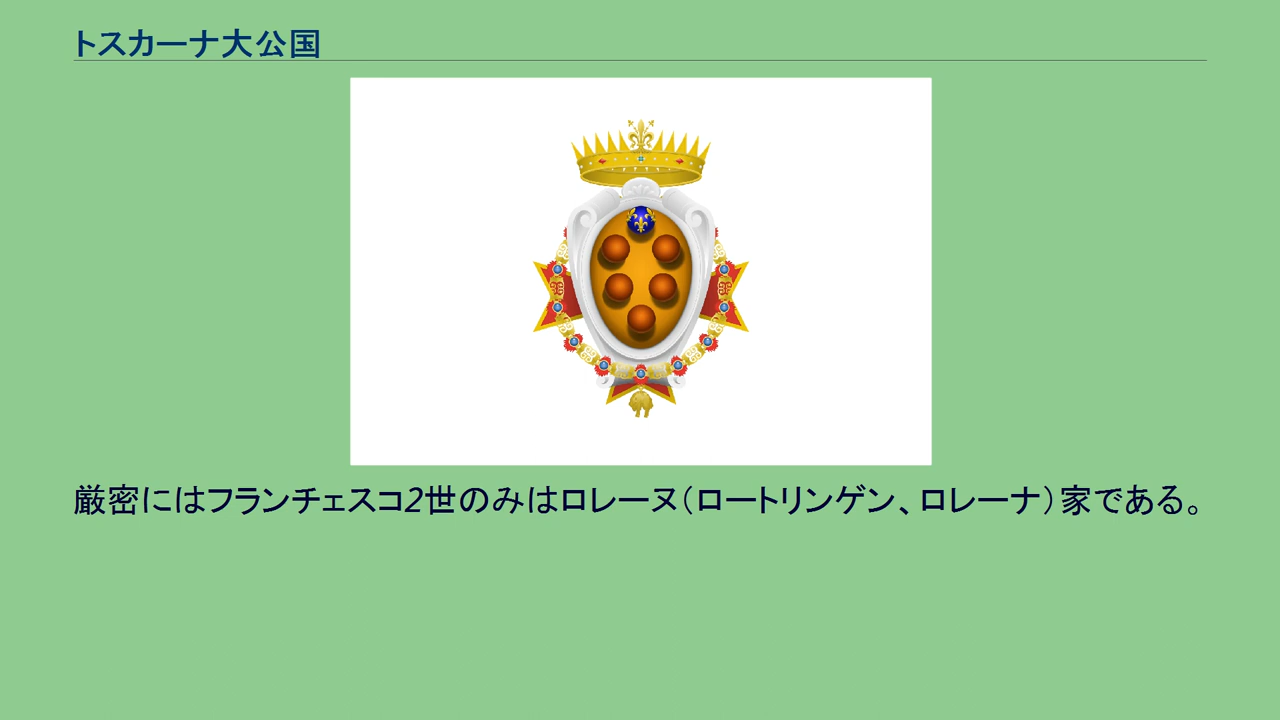 トスカーナ大公国
厳密にはフランチェスコ2世のみはロレーヌ（ロートリンゲン、ロレーナ）家である。